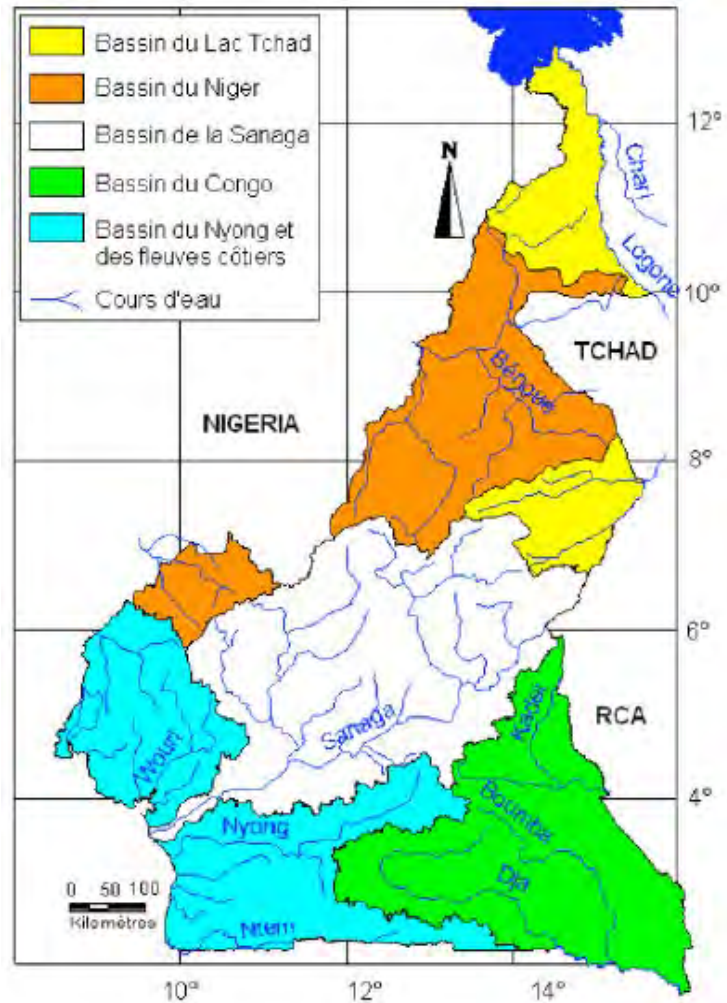 Bassin du Lac Tchad
Bassin du Niger
Bassin de la Sanaga
Bassin du Congo
Bassin du Nyong et
des fleuves côtiers
Cours d'eau
N
12°
Chari
Logone
10°
TCHAD
Bénoué
NIGERIA
8°
6°
Kadei
RCA
Sanaga
Wouri
4°
Boumba
Nyong
Dja
0 50 100
Kilomètres
Ntem
10°
12°
14°